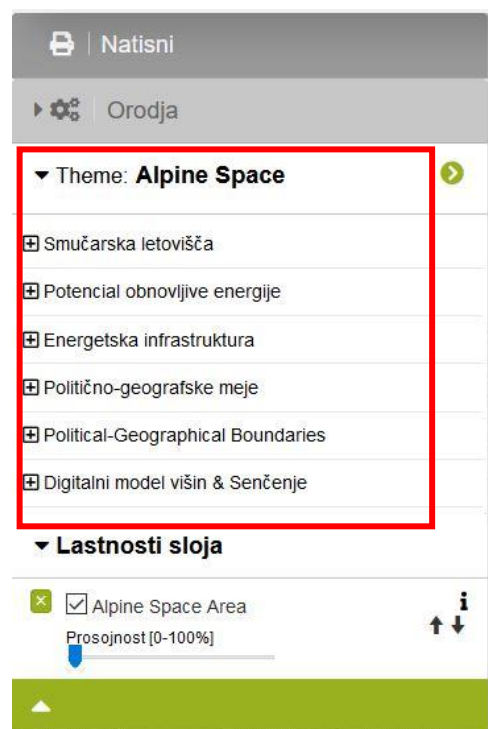 Natisni
Orodja
Theme: Alpine Space
Smučarska letovišča
Potencial obnovljive energije
Energetska infrastruktura
Politično-geografske meje
Political-Geographical Boundaries
Digitalni model višin & Senčenje
Lastnosti sloja
Alpine Space Area
Prosojnost [0-100%]